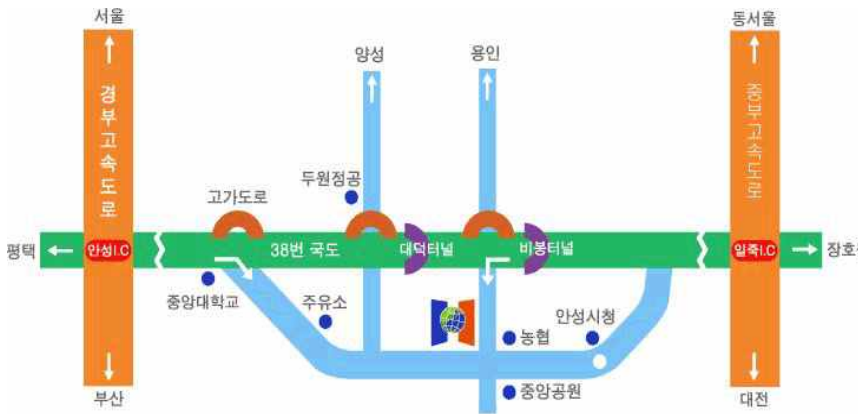 서울
동서울
양성
용인
경부고속도로
중부고속도로
두원정공
고가도로
평택
안성I.C
38번 국도
대덕터널
비봉터널
일죽I.C
중앙대학교
주유소
농협
안성시청
중앙공원
부산
대전